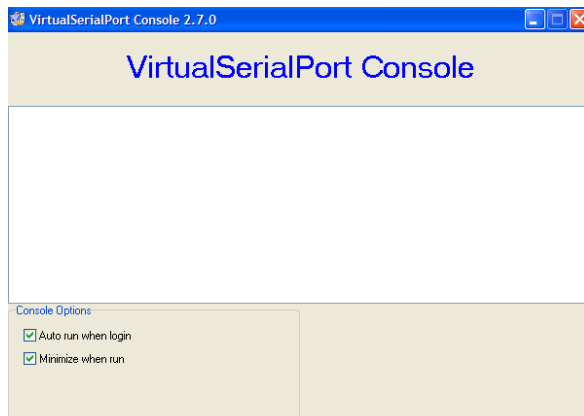 VirtualSerialPort Console 2.7.0
VirtualSerialPort Console
Console Options
Auto run when login
Minimize when run